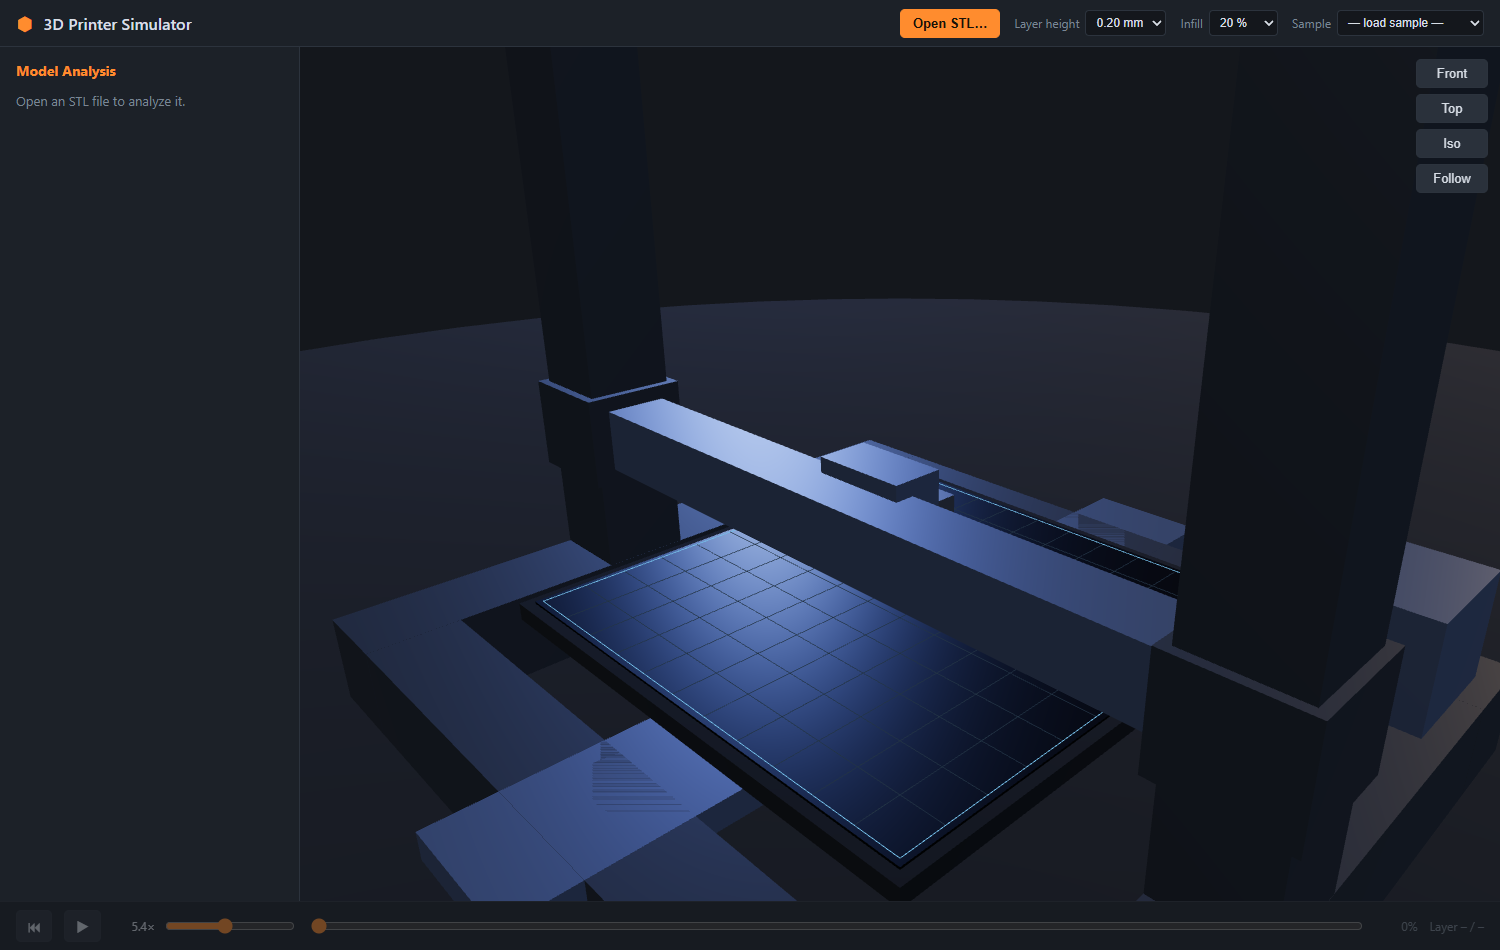 3D Printer Simulator
Open STL...
Layer height
0.20 mm
Infill
20 %
Sample
— load sample —
Model Analysis
Open an STL file to analyze it.
Front
Top
Iso
Follow
5.4×
0%
Layer – / –